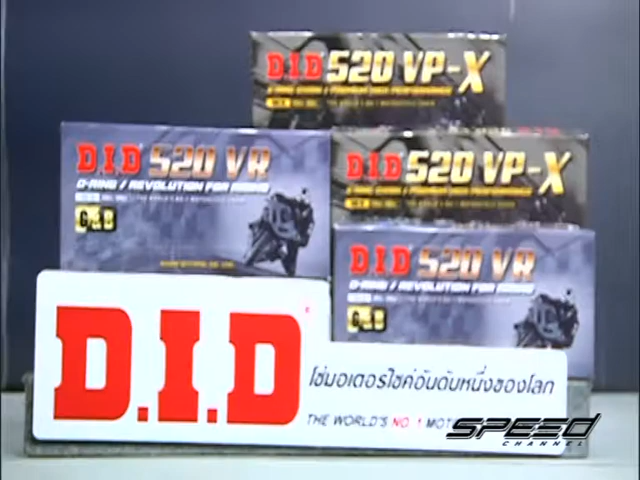 D.I.D 520 VP-X
D.I.D 520 VR
O-RING / REVOLUTION FOR RIDING
G&B
D.I.D 520 VP-X
D.I.D 520 VR
O-RING / REVOLUTION FOR RIDING
G&B
D.I.D
โซ่มอเตอร์ไซค์อันดับหนึ่งของโลก
THE WORLD'S NO. 1 MOT
SPEED
CHANNEL